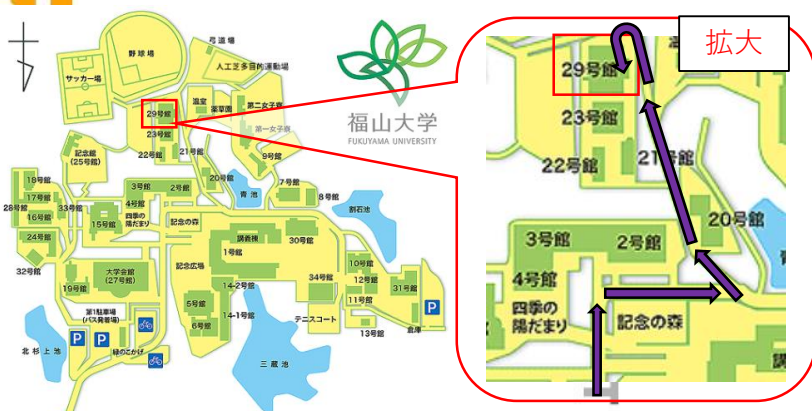 野球場
弓道場
人工芝多目的運動場
サッカー場
温室
薬草園
第二女子寮
29号館
第一女子寮
23号館
記念館
(25号館)
22号館
21号館
9号館
18号館
3号館
2号館
20号館
青池
7号館
8号館
17号館
4号館
28号館
33号館
四季の
陽だまり
記念の森
割石池
16号館
15号館
講義棟
30号館
24号館
1号館
記念広場
32号館
大学会館
(27号館)
10号館
19号館
34号館
12号館
31号館
14-2号館
11号館
5号館
第1駐車場
(バス発着場)
14-1号館
テニスコート
倉庫
P
6号館
13号館
北杉上池
P
P
緑のこかげ
三蔵池
福山大学
FUKUYAMA UNIVERSITY
拡大
温
29号館
23号館
22号館
21号館
20号館
3号館
2号館
青
4号館
四季の
陽だまり
記念の森
講